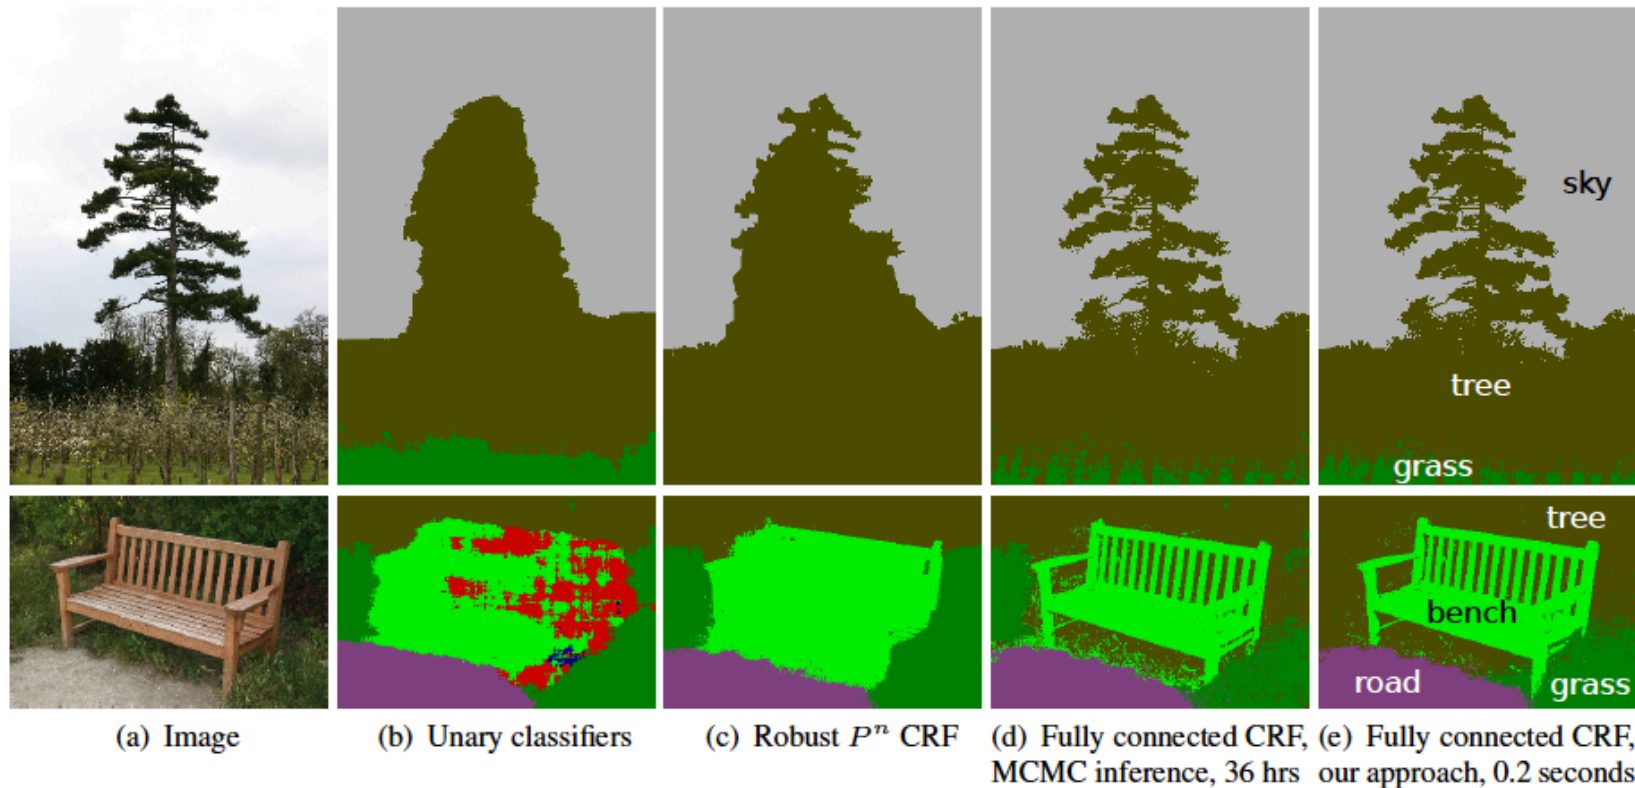 sky
tree
grass
tree
bench
road
grass
(a) Image
(b) Unary classifiers
(c) Robust Pⁿ CRF
(d) Fully connected CRF,
MCMC inference, 36 hrs
(e) Fully connected CRF,
our approach, 0.2 seconds